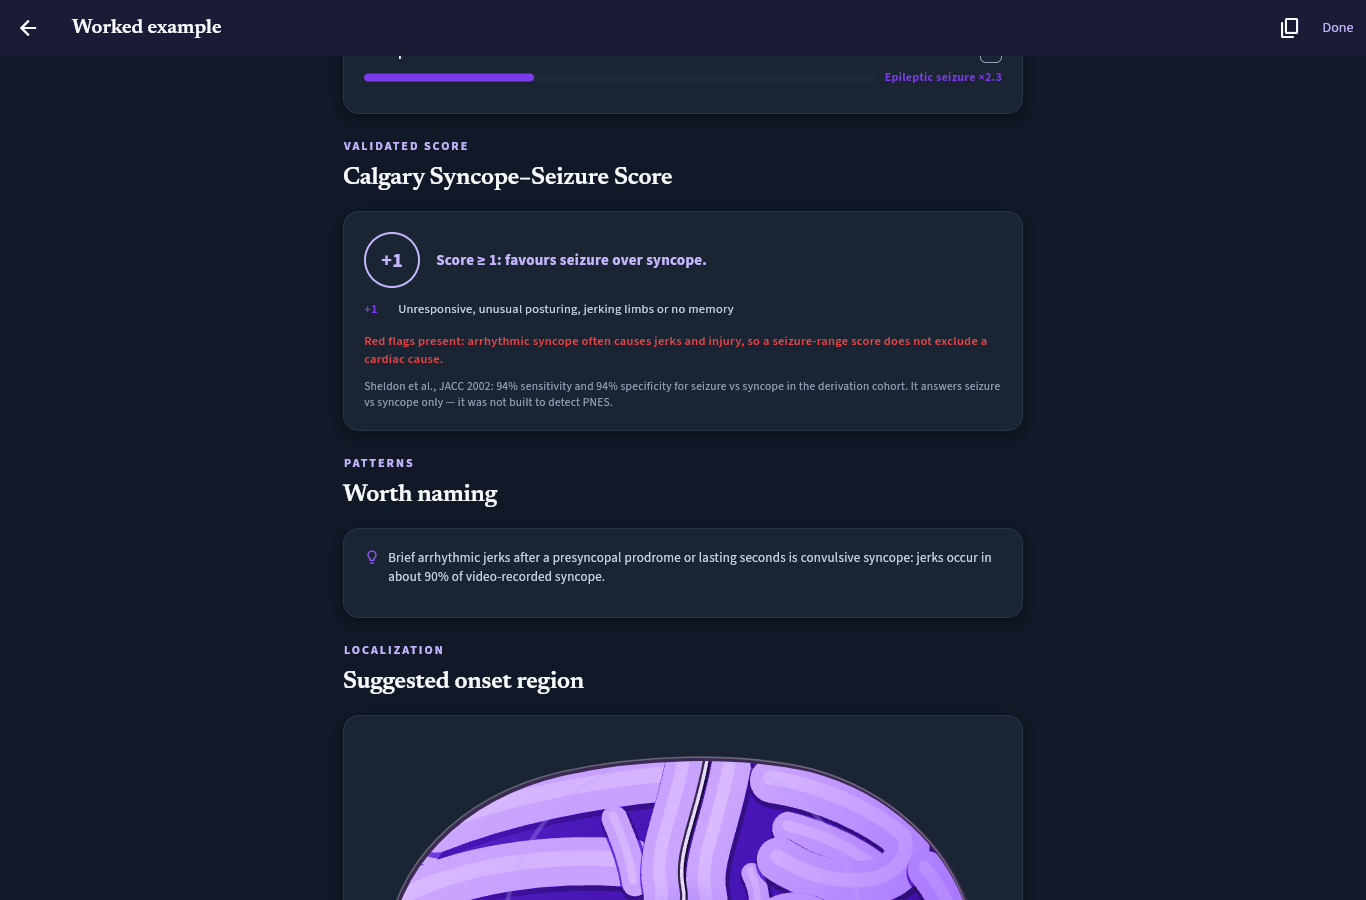 Worked example
Done
Epileptic seizure ×2.3
VALIDATED SCORE
Calgary Syncope–Seizure Score
+1
Score ≥ 1: favours seizure over syncope.
+1 Unresponsive, unusual posturing, jerking limbs or no memory
Red flags present: arrhythmic syncope often causes jerks and injury, so a seizure-range score does not exclude a
cardiac cause.
Sheldon et al., JACC 2002: 94% sensitivity and 94% specificity for seizure vs syncope in the derivation cohort. It answers seizure
vs syncope only — it was not built to detect PNES.
PATTERNS
Worth naming
Brief arrhythmic jerks after a presyncopal prodrome or lasting seconds is convulsive syncope: jerks occur in
about 90% of video-recorded syncope.
LOCALIZATION
Suggested onset region